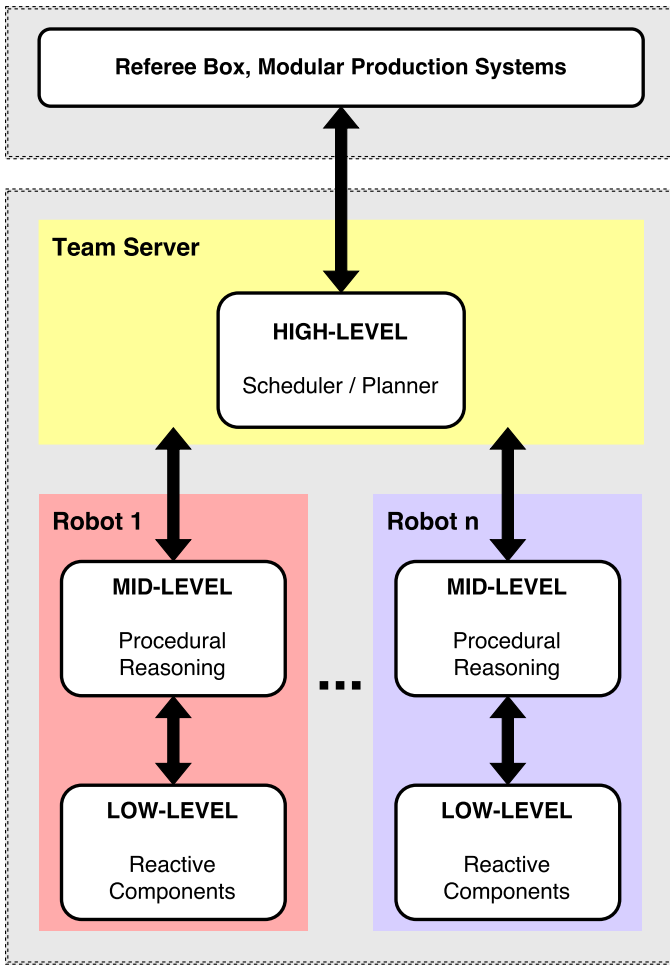 Referee Box, Modular Production Systems
Team Server
HIGH-LEVEL
Scheduler / Planner
Robot 1
MID-LEVEL
Procedural
Reasoning
LOW-LEVEL
Reactive
Components
...
Robot n
MID-LEVEL
Procedural
Reasoning
LOW-LEVEL
Reactive
Components